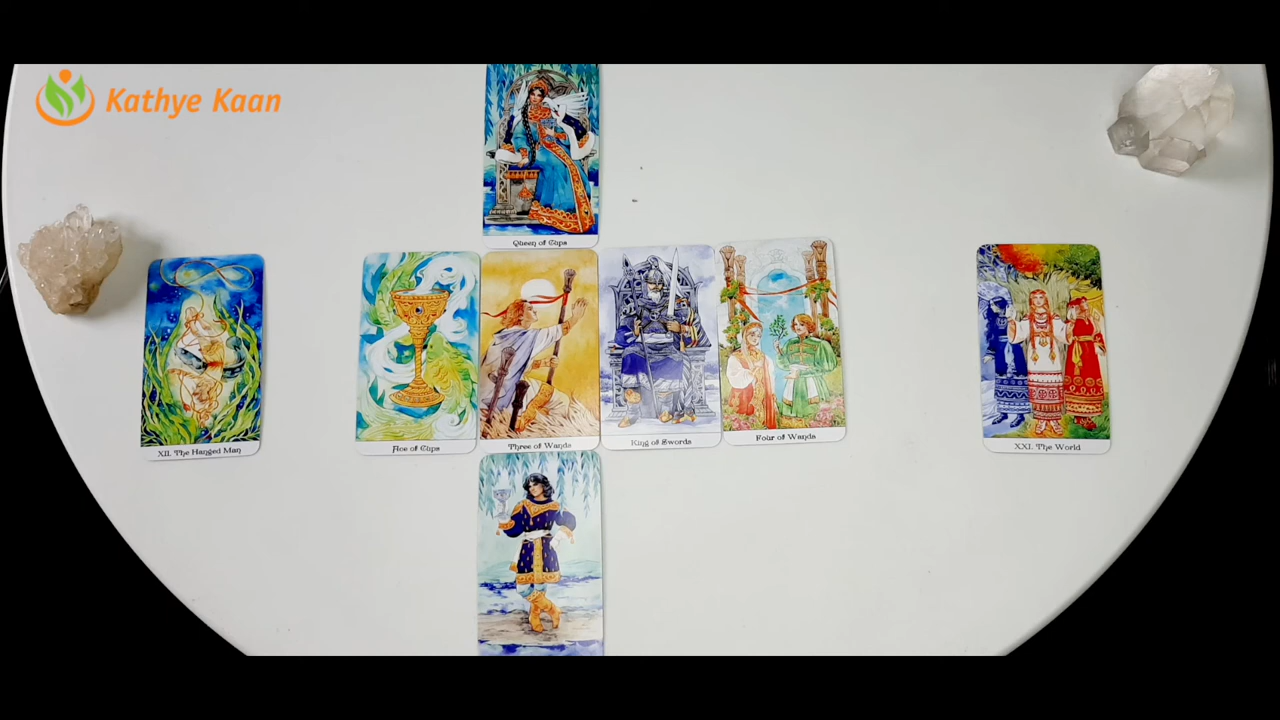 Kathye Kaan
Queen of Cups
XII. The Hanged Man
Ace of Cups
Three of Wands
King of Swords
Four of Wands
XXI. The World